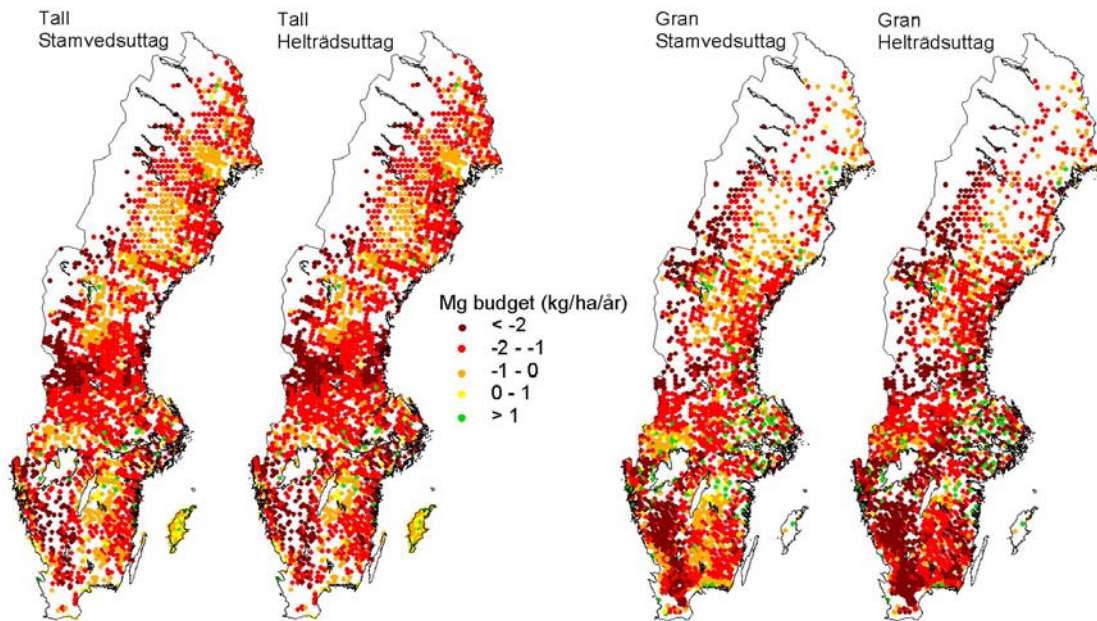 Tall
Stamvedsuttag
Tall
Helträdsuttag
Gran
Stamvedsuttag
Gran
Helträdsuttag
Mg budget (kg/ha/år)
< -2
-2 - -1
-1 - 0
0 - 1
> 1